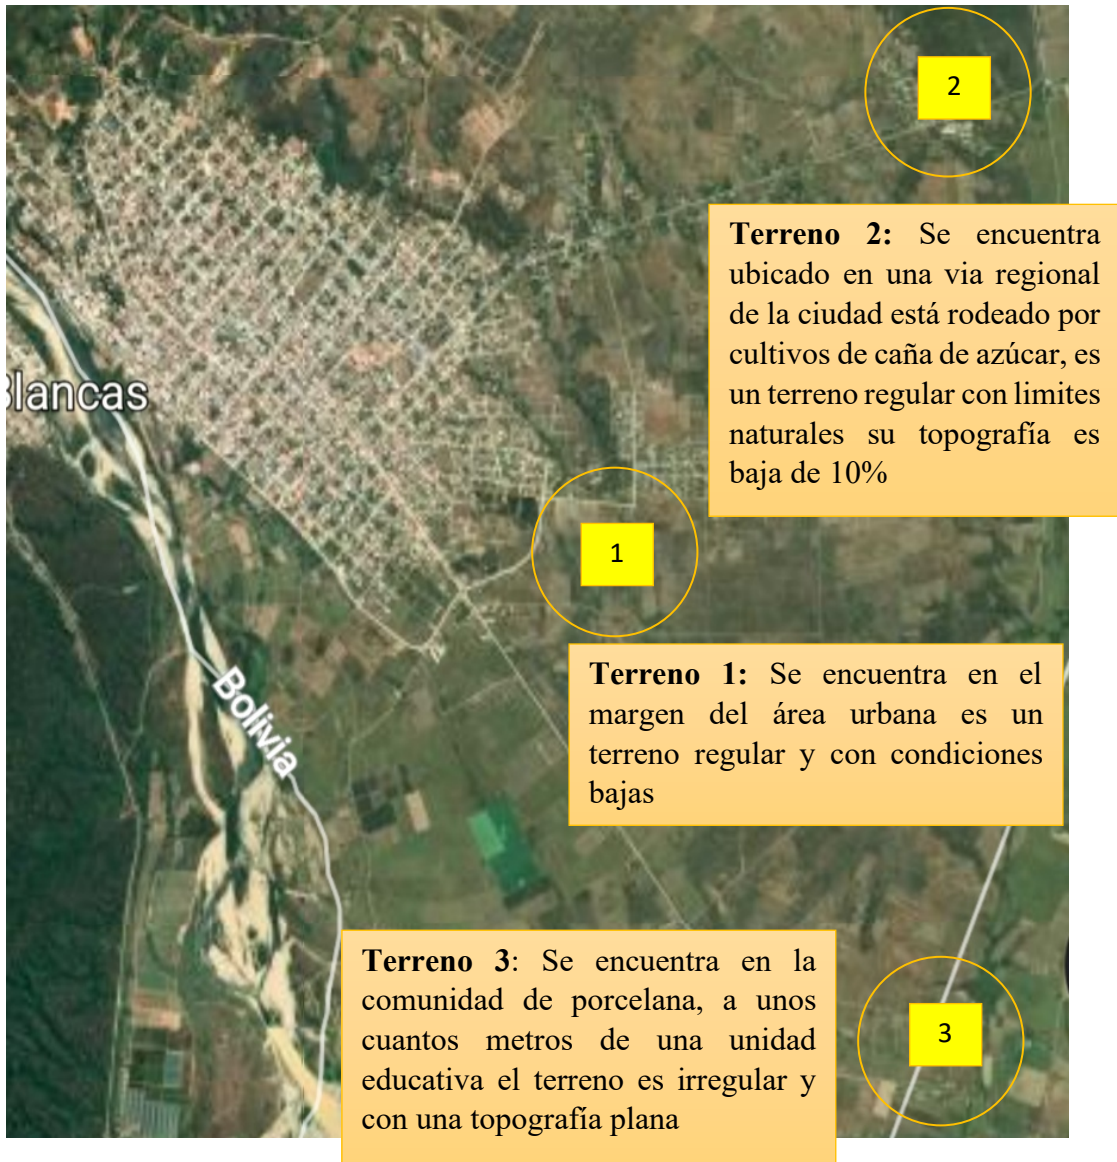 2
Terreno 2: Se encuentra
ubicado en una via regional
de la ciudad está rodeado por
cultivos de caña de azúcar, es
un terreno regular con limites
naturales su topografía es
baja de 10%
Blancas
1
Terreno 1: Se encuentra en el
margen del área urbana es un
terreno regular y con condiciones
bajas
Bolivia
Terreno 3: Se encuentra en la
comunidad de porcelana, a unos
cuantos metros de una unidad
educativa el terreno es irregular y
con una topografía plana
3